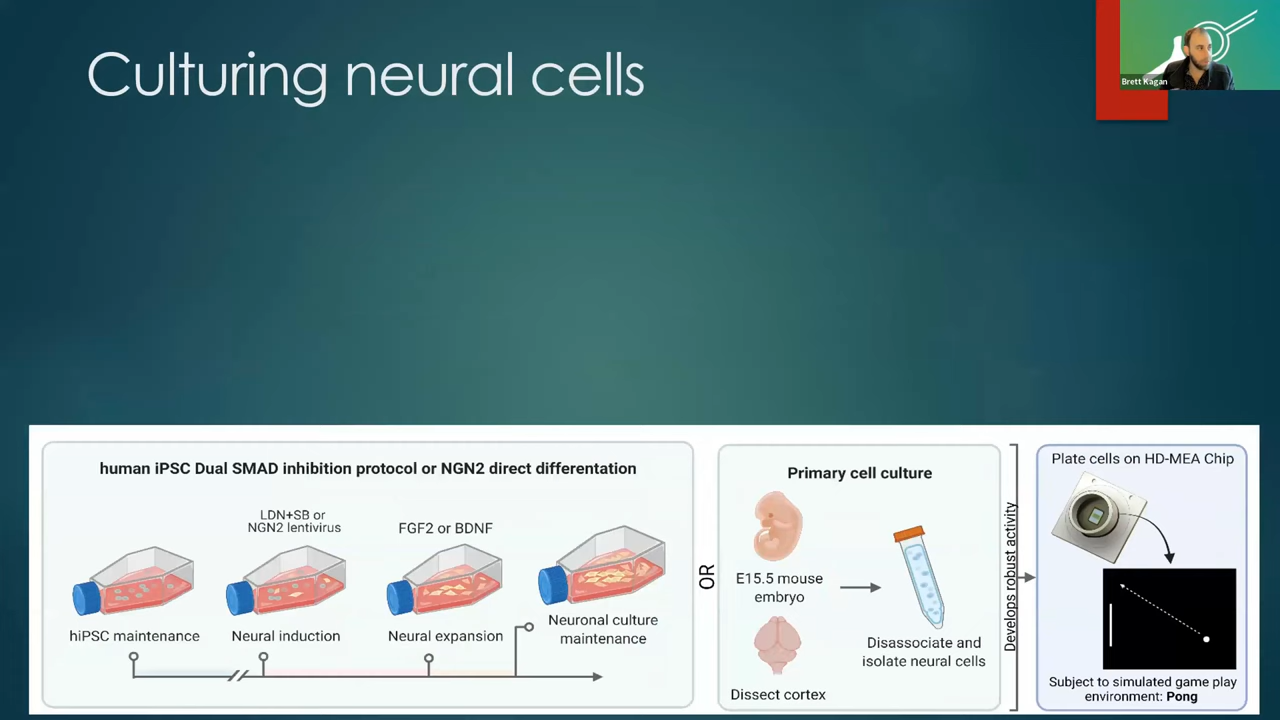 Culturing neural cells
Brett Kagan
human iPSC Dual SMAD inhibition protocol or NGN2 direct differentation
LDN+SB or
NGN2 lentivirus
FGF2 or BDNF
hiPSC maintenance
Neural induction
Neural expansion
Neuronal culture
maintenance
OR
Primary cell culture
E15.5 mouse
embryo
Dissect cortex
Disassociate and
isolate neural cells
Develops robust activity
Plate cells on HD-MEA Chip
Subject to simulated game play
environment: Pong